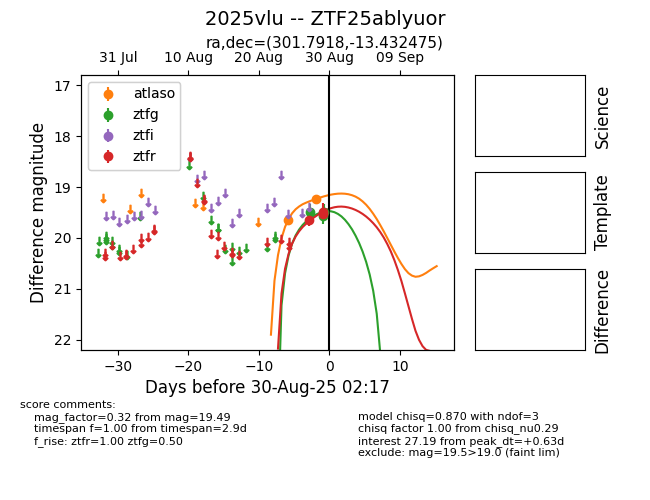 2025vlu -- ZTF25ablyuor
ra,dec=(301.7918,-13.432475)
31 Jul 10 Aug 20 Aug 30 Aug 09 Sep
atlaso
ztfg
ztfi
ztfr
17
18
19
20
21
22
Difference magnitude
−30 −20 −10 0 10
Days before 30-Aug-25 02:17
Science
Template
Difference
score comments:
mag_factor=0.32 from mag=19.49
timespan f=1.00 from timespan=2.9d
f_rise: ztfr=1.00 ztfg=0.50
model chisq=0.870 with ndof=3
chisq factor 1.00 from chisq_nu0.29
interest 27.19 from peak_dt=+0.63d
exclude: mag=19.5>19.0 (faint lim)